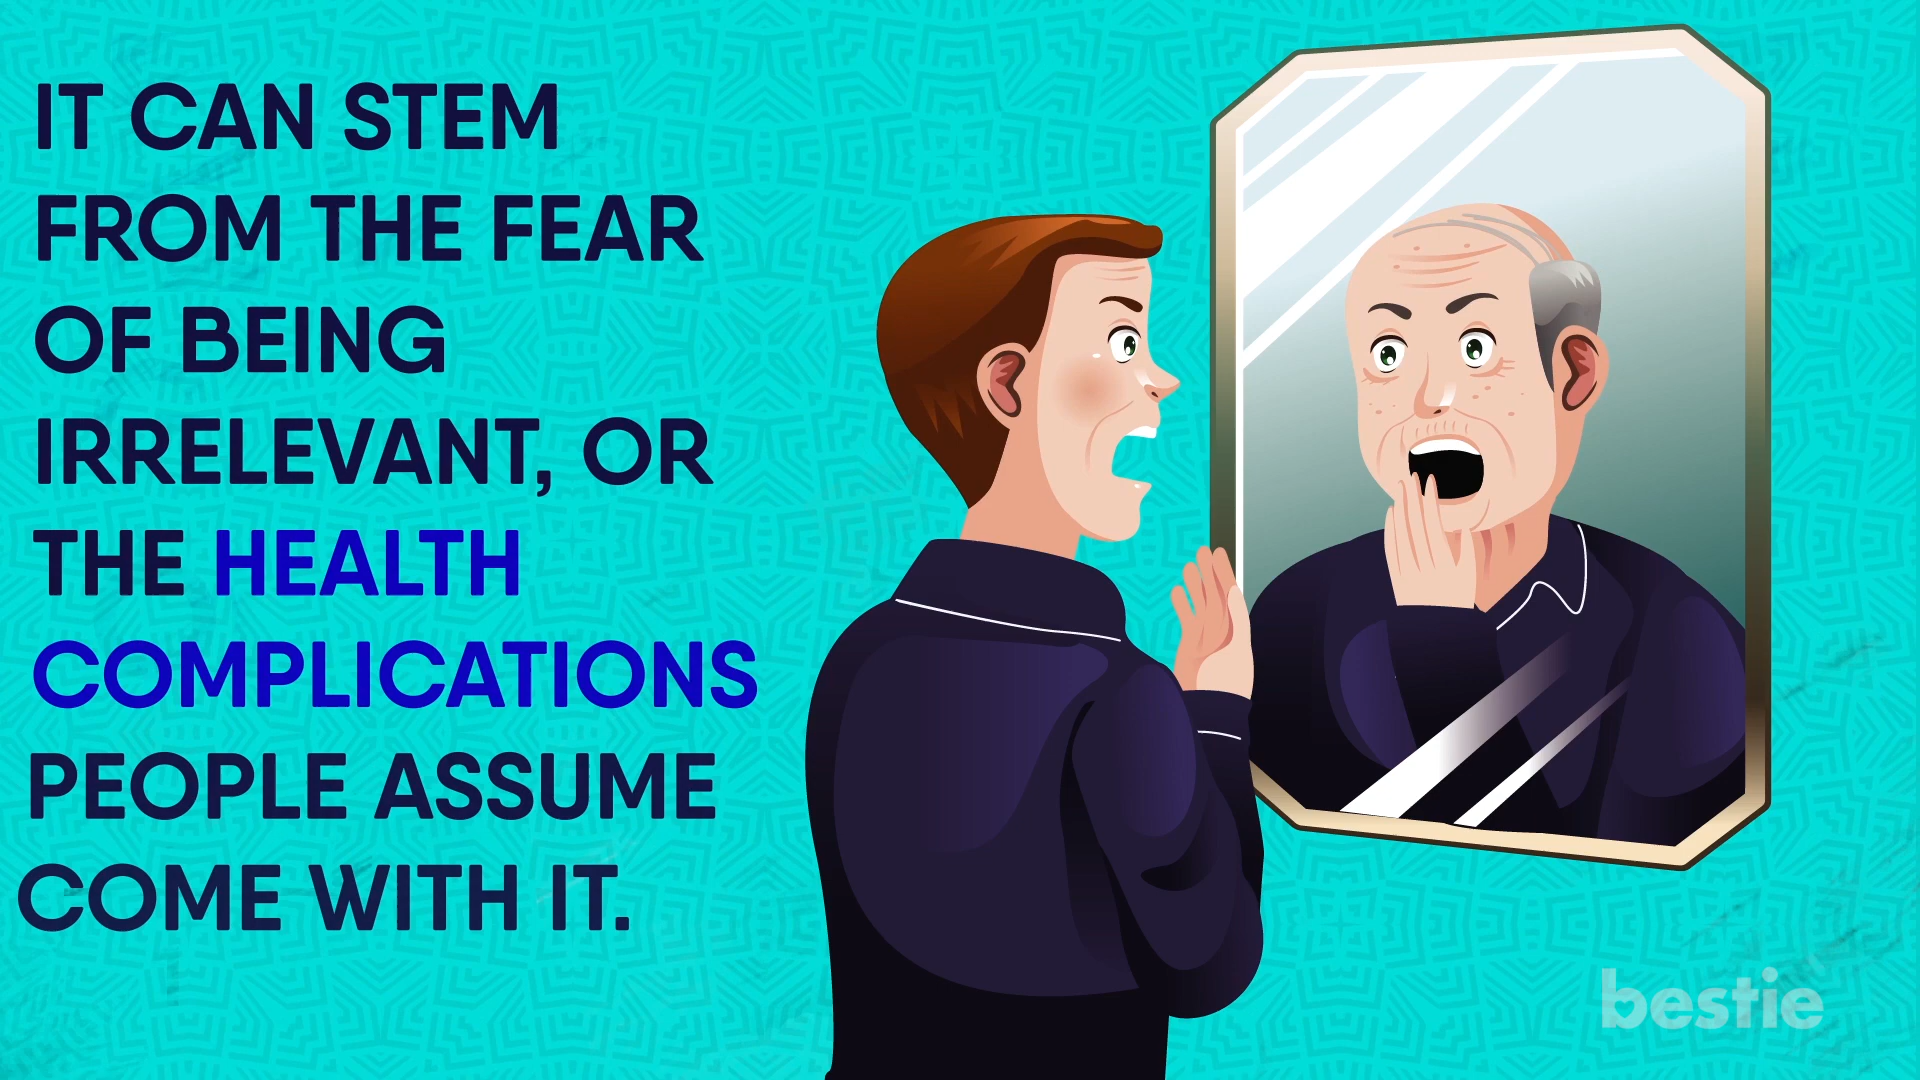 IT CAN STEM
FROM THE FEAR
OF BEING
IRRELEVANT, OR
THE HEALTH
COMPLICATIONS
PEOPLE ASSUME
COME WITH IT.
bestie